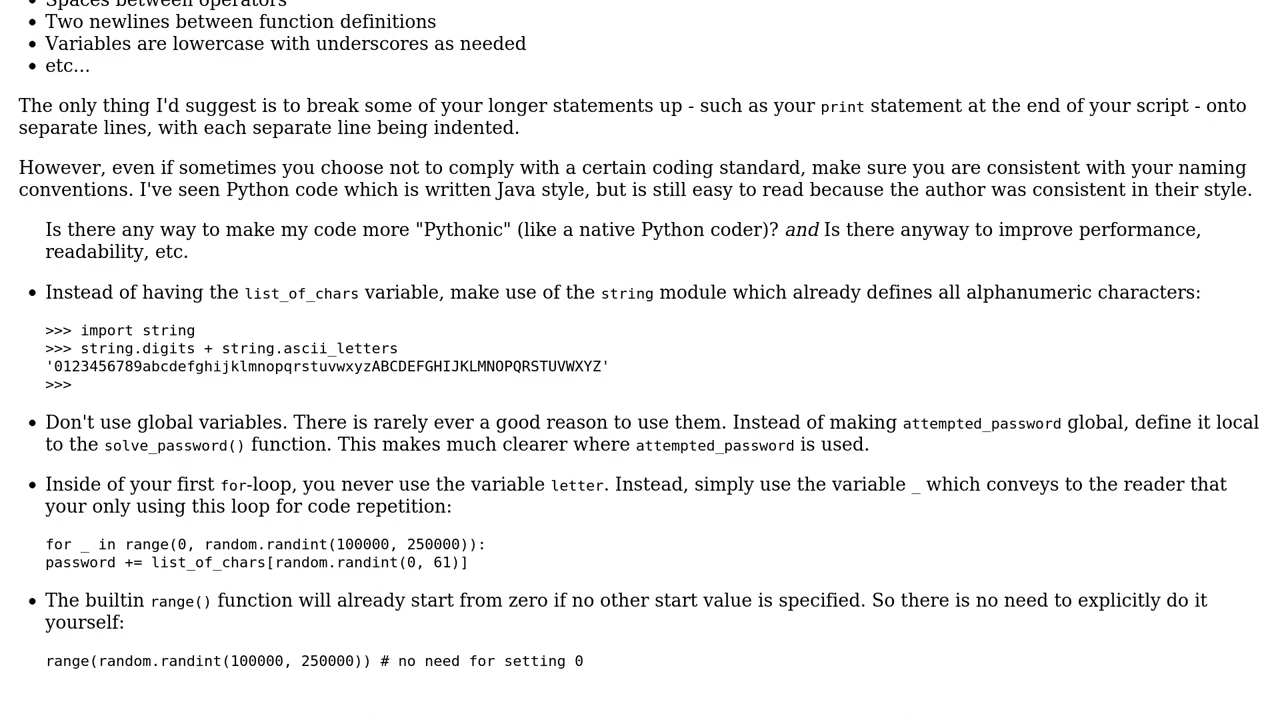 Spaces between operators
Two newlines between function definitions
Variables are lowercase with underscores as needed
etc...
The only thing I'd suggest is to break some of your longer statements up - such as your print statement at the end of your script - onto
separate lines, with each separate line being indented.
However, even if sometimes you choose not to comply with a certain coding standard, make sure you are consistent with your naming
conventions. I've seen Python code which is written Java style, but is still easy to read because the author was consistent in their style.
Is there any way to make my code more "Pythonic" (like a native Python coder)? and Is there anyway to improve performance,
readability, etc.
Instead of having the list_of_chars variable, make use of the string module which already defines all alphanumeric characters:
>>> import string
>>> string.digits + string.ascii_letters
'0123456789abcdefghijklmnopqrstuvwxyzABCDEFGHIJKLMNOPQRSTUVWXYZ'
>>>
Don't use global variables. There is rarely ever a good reason to use them. Instead of making attempted_password global, define it local
to the solve_password() function. This makes much clearer where attempted_password is used.
Inside of your first for-loop, you never use the variable letter. Instead, simply use the variable _ which conveys to the reader that
your only using this loop for code repetition:
for _ in range(0, random.randint(100000, 250000)):
password += list_of_chars[random.randint(0, 61)]
The builtin range() function will already start from zero if no other start value is specified. So there is no need to explicitly do it
yourself:
range(random.randint(100000, 250000)) # no need for setting 0